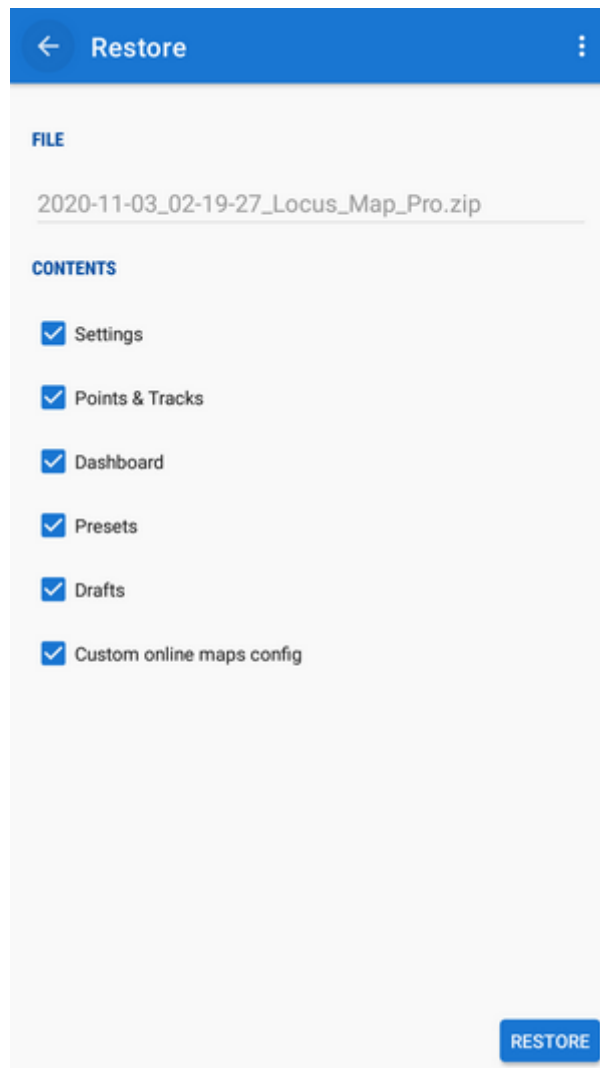 Restore
FILE
2020-11-03_02-19-27_Locus_Map_Pro.zip
CONTENTS
Settings
Points & Tracks
Dashboard
Presets
Drafts
Custom online maps config
RESTORE